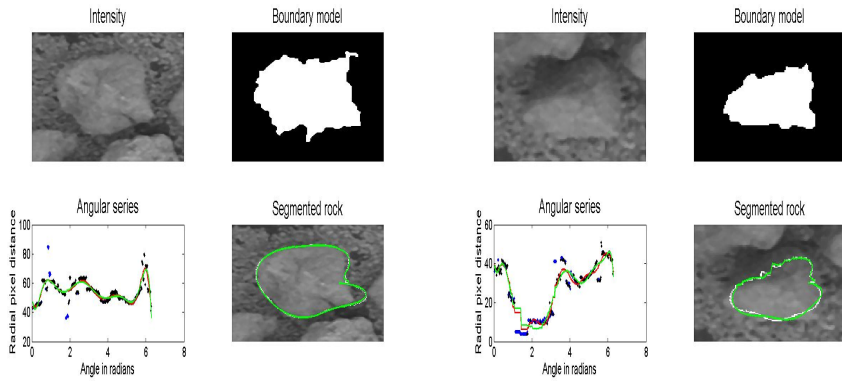 Intensity
Boundary model
Intensity
Boundary model
Angular series
Segmented rock
Angular series
Segmented rock
Radial pixel distance
100
80
60
40
20
0 2 4 6 8
Angle in radians
Radial pixel distance
60
40
20
0
0 2 4 6 8
Angle in radians